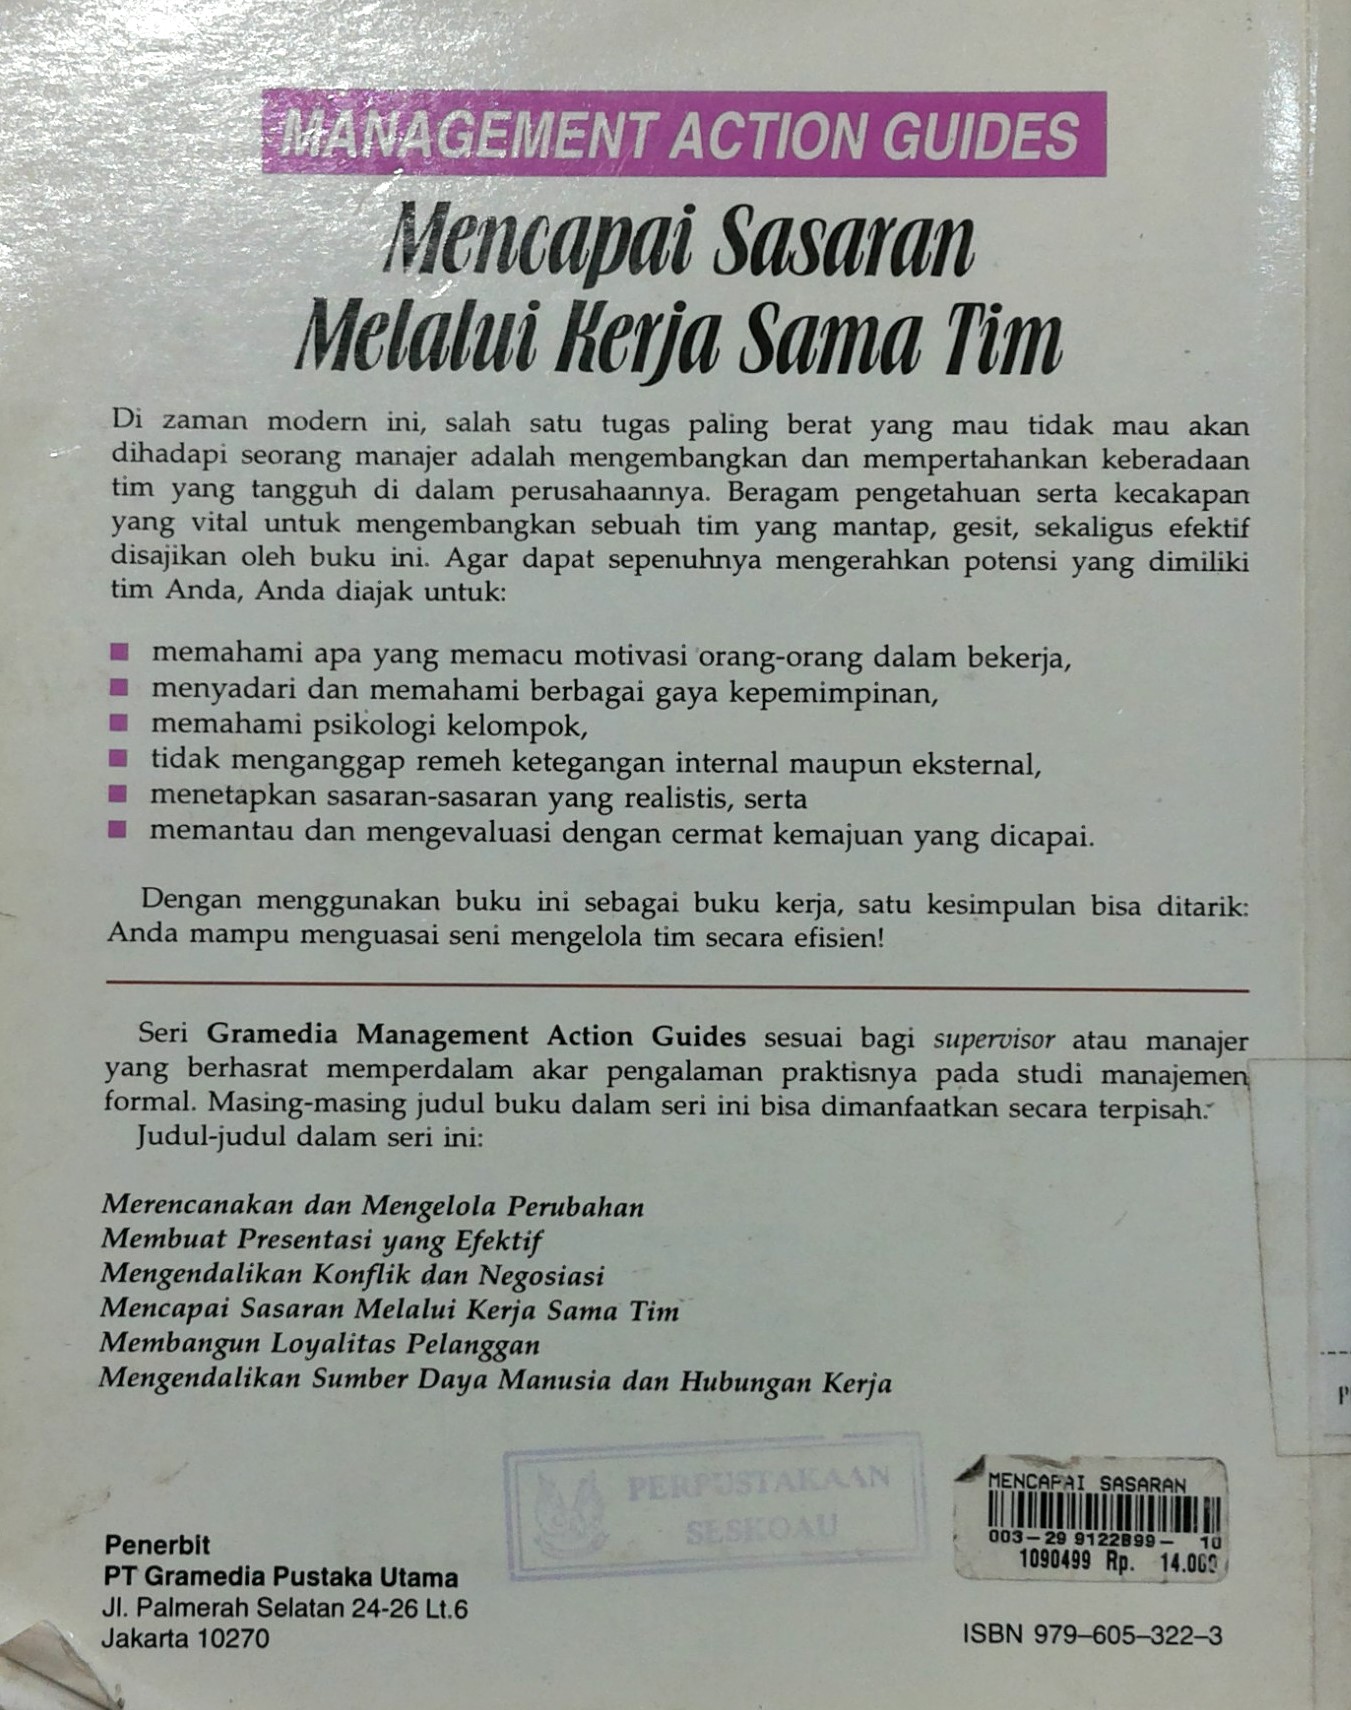 MANAGEMENT ACTION GUIDES
Mencapai Sasaran
Melalui Kerja Sama Tim
Di zaman modern ini, salah satu tugas paling berat yang mau tidak mau akan
dihadapi seorang manajer adalah mengembangkan dan mempertahankan keberadaan
tim yang tangguh di dalam perusahaannya. Beragam pengetahuan serta kecakapan
yang vital untuk mengembangkan sebuah tim yang mantap, gesit, sekaligus efektif
disajikan oleh buku ini. Agar dapat sepenuhnya mengerahkan potensi yang dimiliki
tim Anda, Anda diajak untuk:
■ memahami apa yang memacu motivasi orang-orang dalam bekerja,
■ menyadari dan memahami berbagai gaya kepemimpinan,
■ memahami psikologi kelompok,
■ tidak menganggap remeh ketegangan internal maupun eksternal,
■ menetapkan sasaran-sasaran yang realistis, serta
■ memantau dan mengevaluasi dengan cermat kemajuan yang dicapai.
Dengan menggunakan buku ini sebagai buku kerja, satu kesimpulan bisa ditarik:
Anda mampu menguasai seni mengelola tim secara efisien!
Seri Gramedia Management Action Guides sesuai bagi supervisor atau manajer
yang berhasrat memperdalam akar pengalaman praktisnya pada studi manajemen
formal. Masing-masing judul buku dalam seri ini bisa dimanfaatkan secara terpisah.
Judul-judul dalam seri ini:
Merencanakan dan Mengelola Perubahan
Membuat Presentasi yang Efektif
Mengendalikan Konflik dan Negosiasi
Mencapai Sasaran Melalui Kerja Sama Tim
Membangun Loyalitas Pelanggan
Mengendalikan Sumber Daya Manusia dan Hubungan Kerja
PERPUSTAKAAN
SESKOAU
MENCAPAI SASARAN
003-29 9122899- 10
1090499 Rp.
Penerbit
PT Gramedia Pustaka Utama
Jl. Palmerah Selatan 24-26 Lt.6
Jakarta 10270
ISBN 979–605–322–3